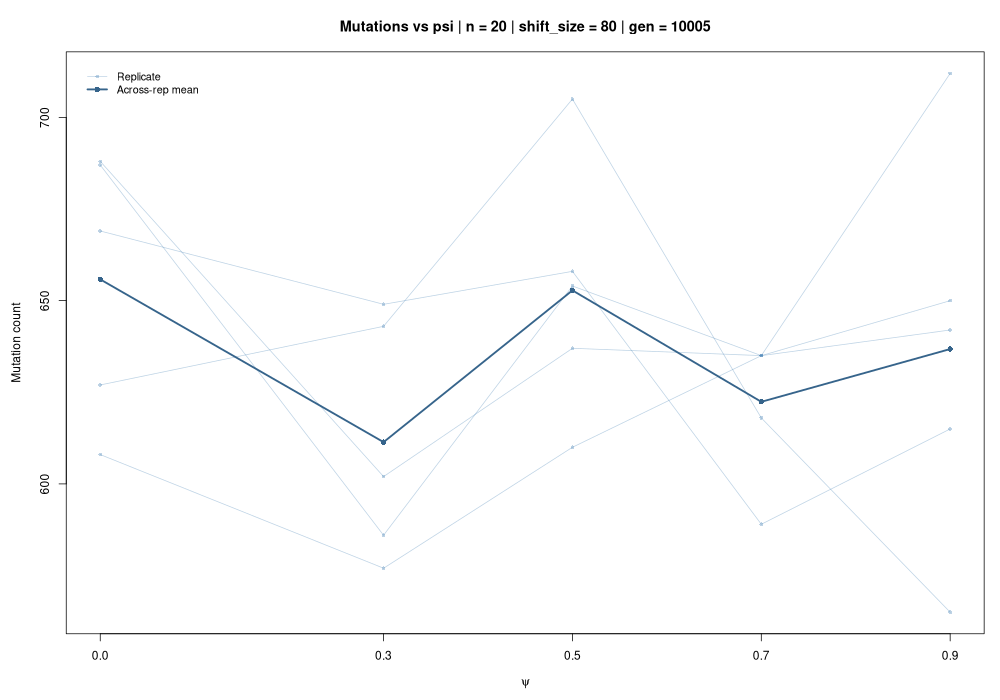 Mutations vs psi | n = 20 | shift_size = 80 | gen = 10005
Replicate
Across-rep mean
Mutation count
700
650
600
0.0
0.3
0.5
0.7
0.9
ψ